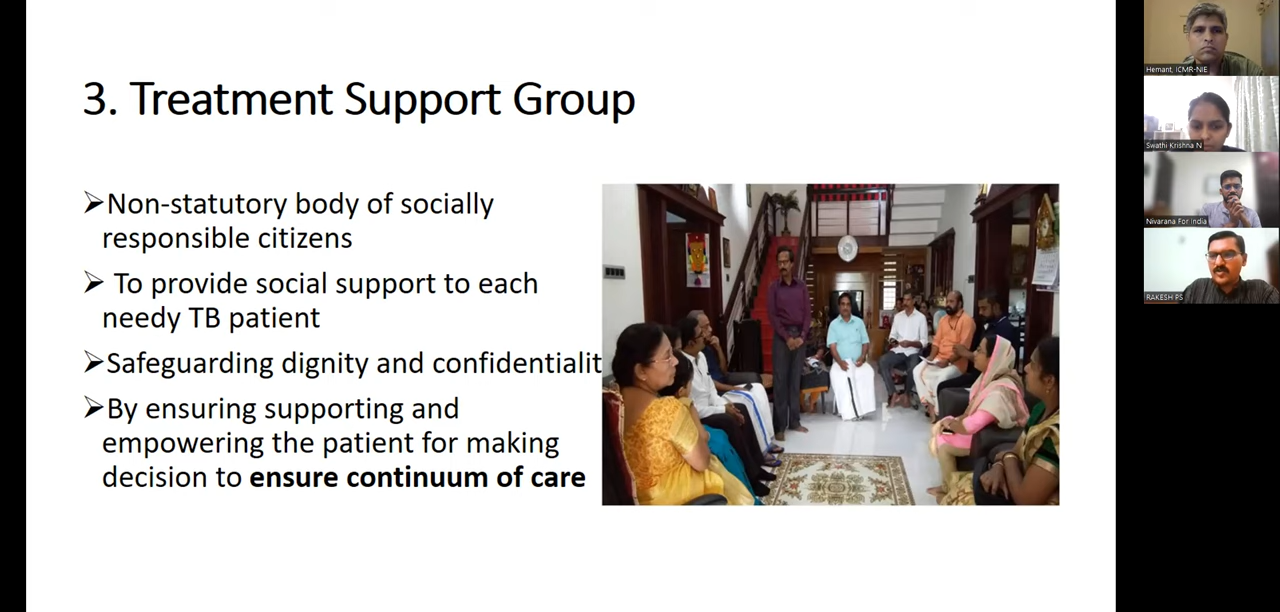 3. Treatment Support Group
➢Non-statutory body of socially
responsible citizens
➢ To provide social support to each
needy TB patient
➢Safeguarding dignity and confidentialit
➢By ensuring supporting and
empowering the patient for making
decision to ensure continuum of care
Hemant, ICMR-NIE
Swathi Krishna N
Nivarana For India
RAKESH PS